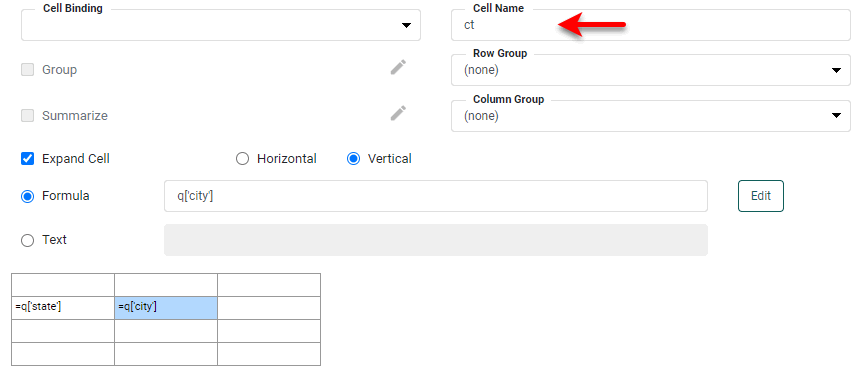 Cell Binding
Cell Name
ct
Group
Row Group
(none)
Summarize
Column Group
(none)
Expand Cell
Horizontal
Vertical
Formula
q['city']
Edit
Text
=q['state']
=q['city']